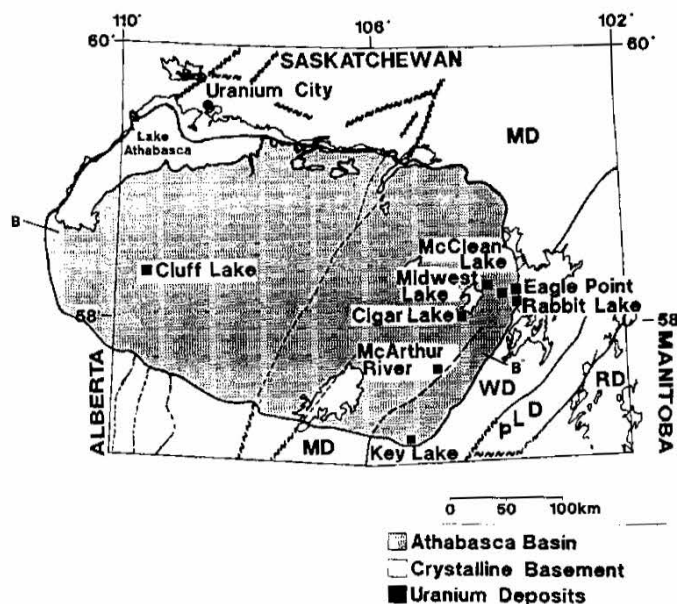 110° 106° 102°
60° 60°
SASKATCHEWAN
Uranium City
MD
Lake
Athabasca
B
McClean
Lake
Cluff Lake
Midwest
Lake
Eagle Point
Rabbit Lake
Cigar Lake
58° 58°
McArthur
River
B'
WD
RD
pLD
ALBERTA
MANITOBA
MD
Key Lake
0 50 100km
Athabasca Basin
Crystalline Basement
Uranium Deposits